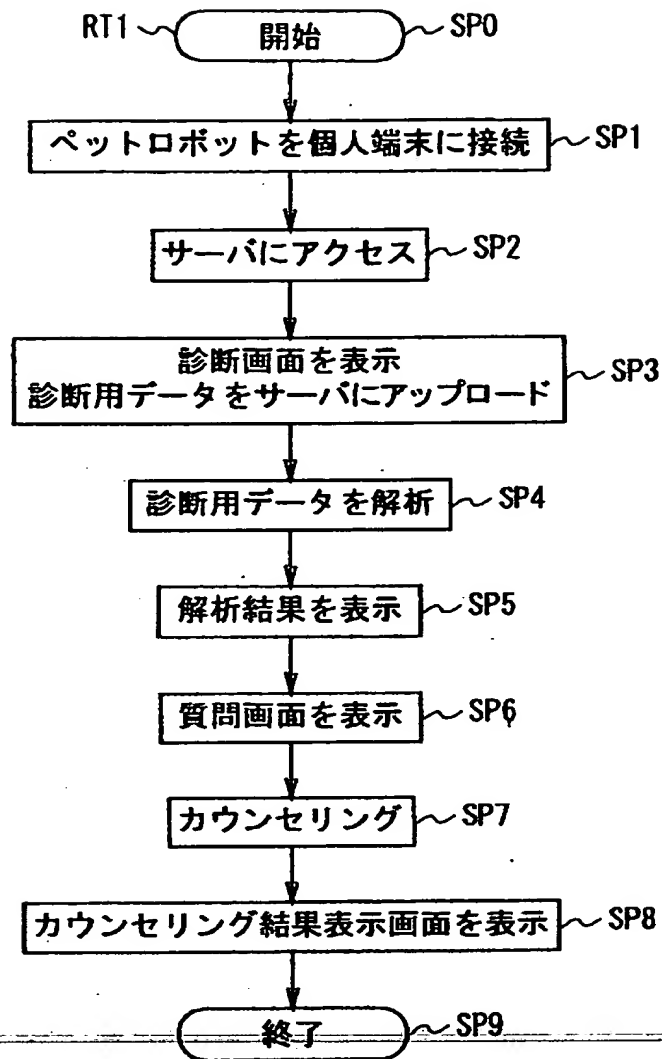 RT1 開始 SP0
ペットロボットを個人端末に接続 SP1
サーバにアクセス SP2
診断画面を表示
診断用データをサーバにアップロード SP3
診断用データを解析 SP4
解析結果を表示 SP5
質問画面を表示 SP6
カウンセリング SP7
カウンセリング結果表示画面を表示 SP8
終了 SP9